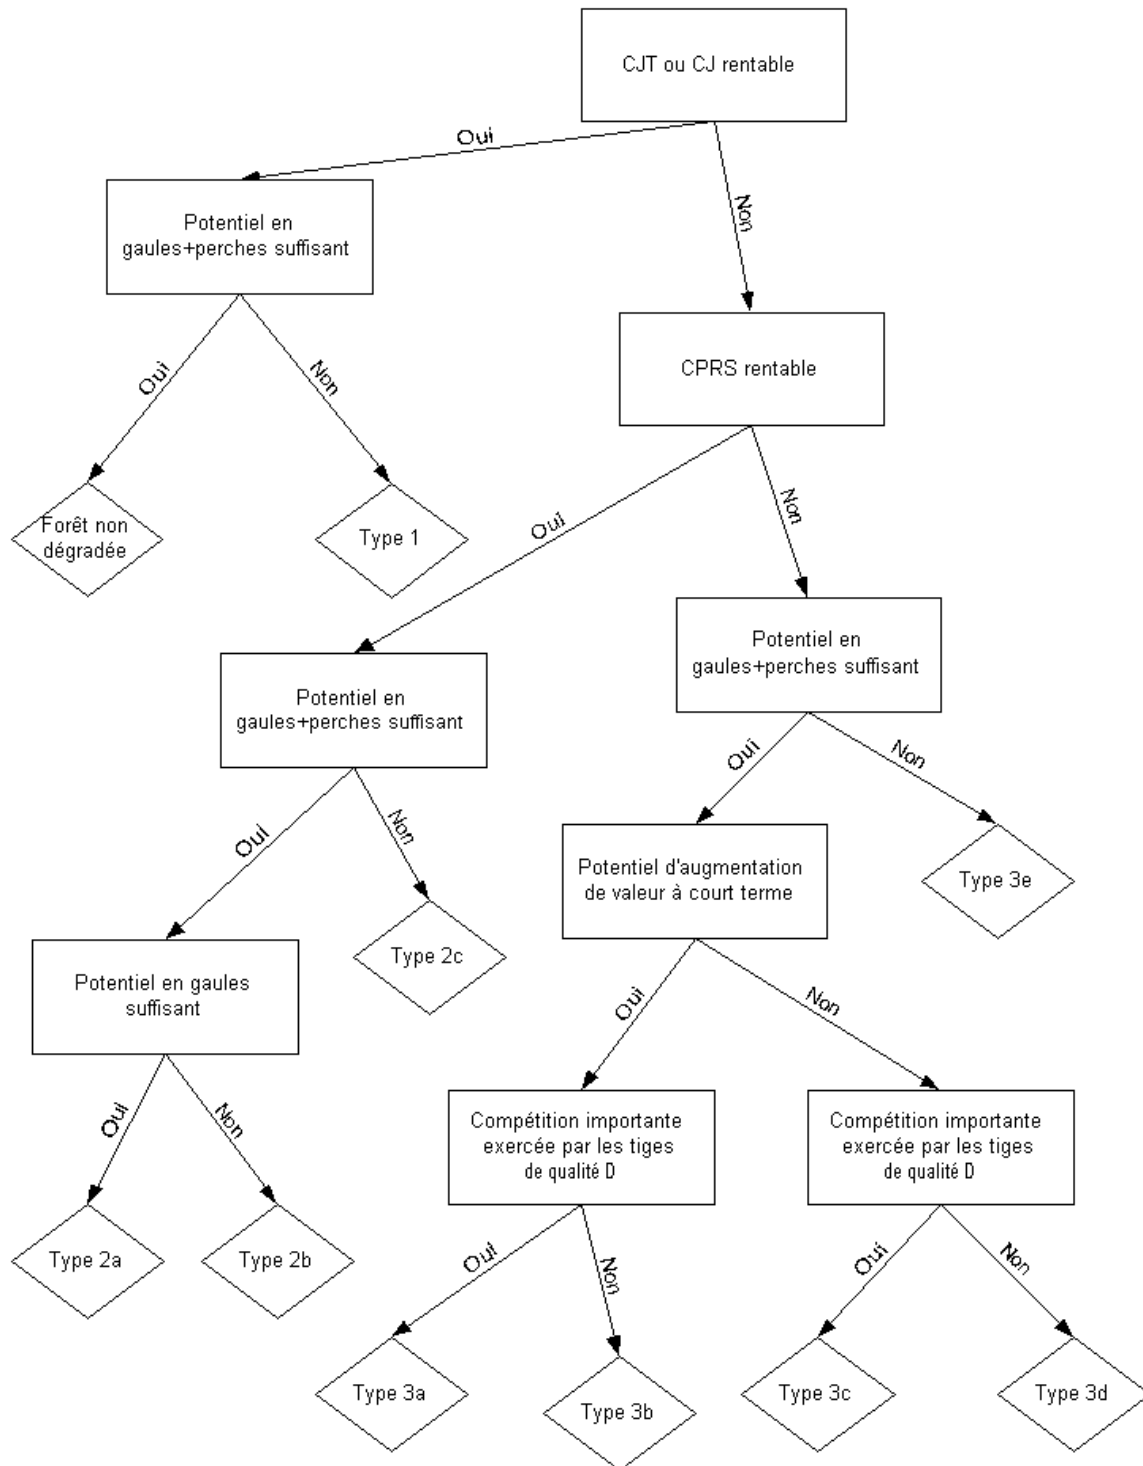 CJT ou CJ rentable
Oui
Non
Potentiel en
gaules+perches suffisant
CPRS rentable
Oui
Non
Forêt non
dégradée
Type 1
Oui
Non
Potentiel en
gaules+perches suffisant
Potentiel en
gaules+perches suffisant
Oui
Non
Oui
Non
Potentiel d'augmentation
de valeur à court terme
Type 3e
Type 2c
Potentiel en gaules
suffisant
Oui
Non
Oui
Non
Compétition importante
exercée par les tiges
de qualité D
Compétition importante
exercée par les tiges
de qualité D
Type 2a
Type 2b
Oui
Non
Oui
Non
Type 3a
Type 3b
Type 3c
Type 3d